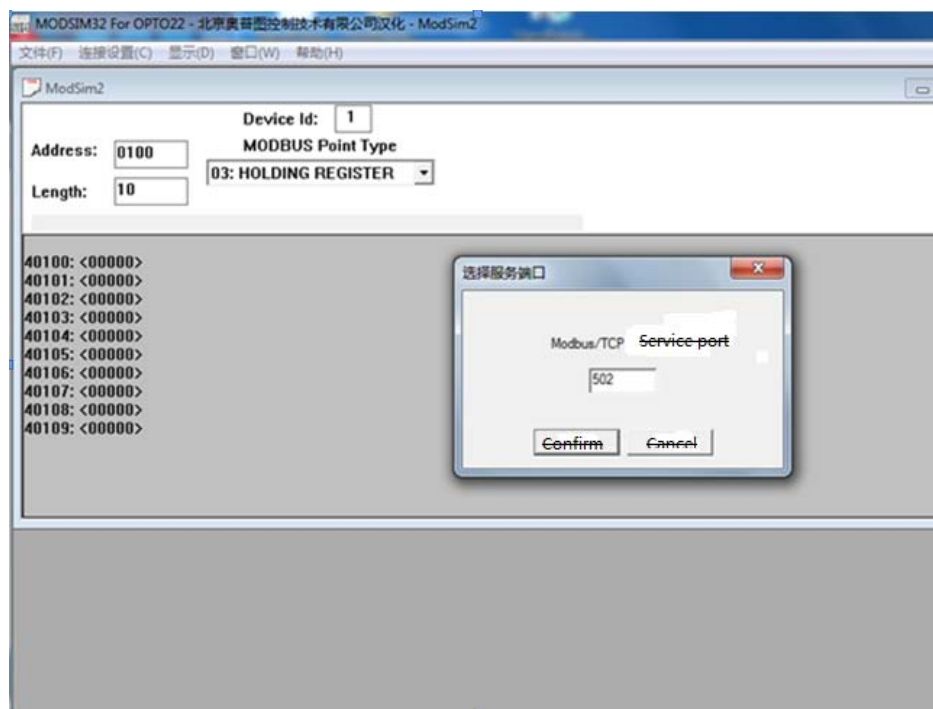 MODSIM32 For OPTO22 - 北京奥普图控制技术有限公司汉化 - ModSim2
文件(F) 连接设置(C) 显示(D) 窗口(W) 帮助(H)
ModSim2
Device Id: 1
Address: 0100
MODBUS Point Type
03: HOLDING REGISTER
Length: 10
40100: <00000>
40101: <00000>
40102: <00000>
40103: <00000>
40104: <00000>
40105: <00000>
40106: <00000>
40107: <00000>
40108: <00000>
40109: <00000>
选择服务端口
Modbus/TCP Service port
502
Confirm Cancel